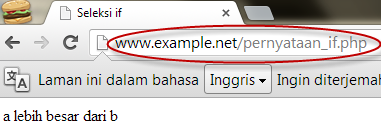 Seleksi if
www.example.net/pernyataan_if.php
Laman ini dalam bahasa Inggris Ingin diterjemah
a lebih besar dari b